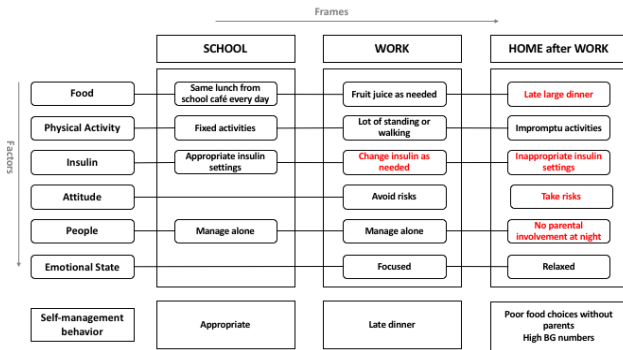 Frames
SCHOOL
WORK
HOME after WORK
Factors
Food
Same lunch from
school café every day
Fruit juice as needed
Late large dinner
Physical Activity
Fixed activities
Lot of standing or
walking
Impromptu activities
Insulin
Appropriate insulin
settings
Change insulin as
needed
Inappropriate insulin
settings
Attitude
Avoid risks
Take risks
People
Manage alone
Manage alone
No parental
involvement at night
Emotional State
Focused
Relaxed
Self-management
behavior
Appropriate
Late dinner
Poor food choices without
parents
High BG numbers